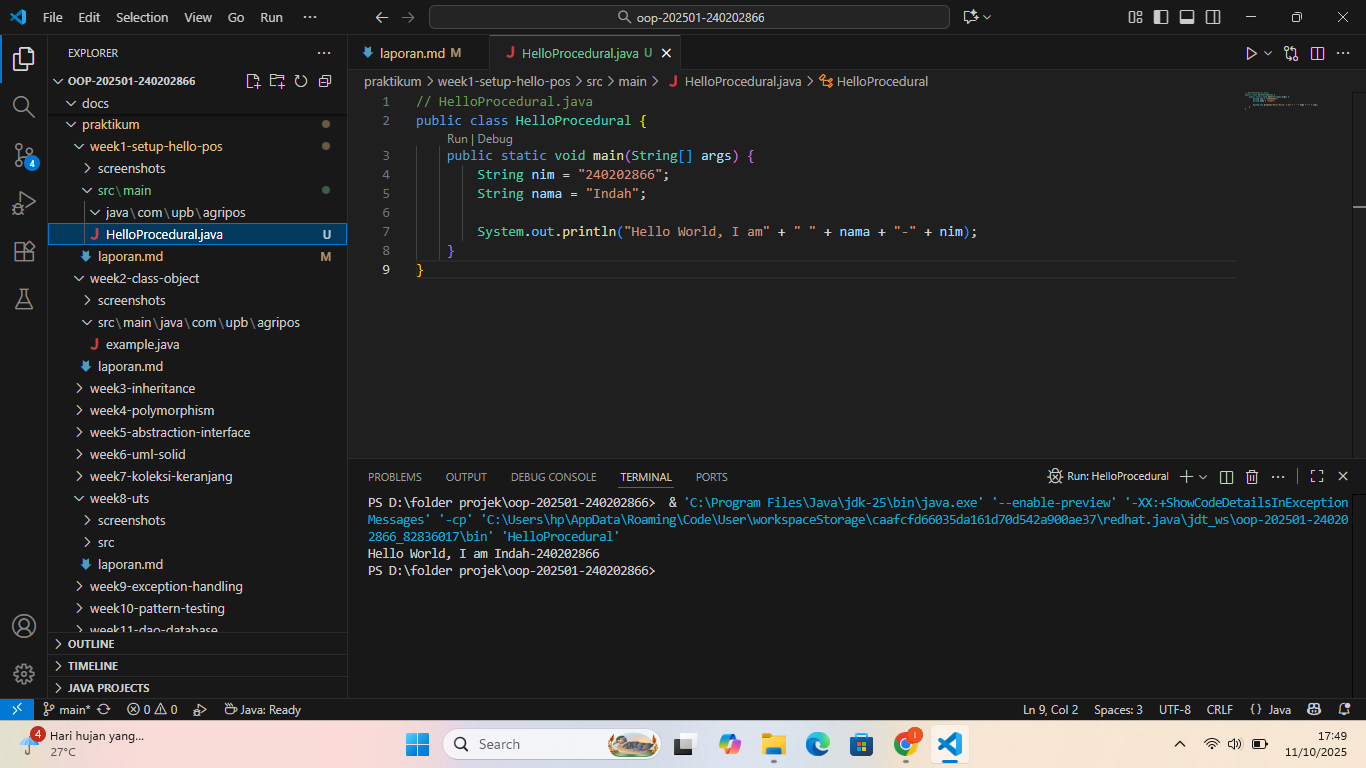 File Edit Selection View Go Run ··· oop-202501-240202866
EXPLORER ···
OOP-202501-240202866
docs
praktikum
week1-setup-hello-pos
screenshots
src\main
java\com\upb\agripos
J HelloProcedural.java U
laporan.md M
week2-class-object
screenshots
src\main\java\com\upb\agripos
J example.java
laporan.md
week3-inheritance
week4-polymorphism
week5-abstraction-interface
week6-uml-solid
week7-koleksi-keranjang
week8-uts
screenshots
src
laporan.md
week9-exception-handling
week10-pattern-testing
week11-dao-database
OUTLINE
TIMELINE
JAVA PROJECTS
4
laporan.md M J HelloProcedural.java U
praktikum > week1-setup-hello-pos > src > main > J HelloProcedural.java > HelloProcedural
1 // HelloProcedural.java
2 public class HelloProcedural {
Run | Debug
3 public static void main(String[] args) {
4 String nim = "240202866";
5 String nama = "Indah";
6
7 System.out.println("Hello World, I am" + " " + nama + "-" + nim);
8 }
9 }
PROBLEMS OUTPUT DEBUG CONSOLE TERMINAL PORTS Run: HelloProcedural ···
PS D:\folder projek\oop-202501-240202866> & 'C:\Program Files\Java\jdk-25\bin\java.exe' '--enable-preview' '-XX:+ShowCodeDetailsInException
Messages' '-cp' 'C:\Users\hp\AppData\Roaming\Code\User\workspaceStorage\caafcfd66035da161d70d542a900ae37\redhat.java\jdt_ws\oop-202501-24020
2866_82836017\bin' 'HelloProcedural'
Hello World, I am Indah-240202866
PS D:\folder projek\oop-202501-240202866>
main* 0 0 Java: Ready Ln 9, Col 2 Spaces: 3 UTF-8 CRLF {} Java
4 Hari hujan yang...
27°C
Search
1
17:49
11/10/2025